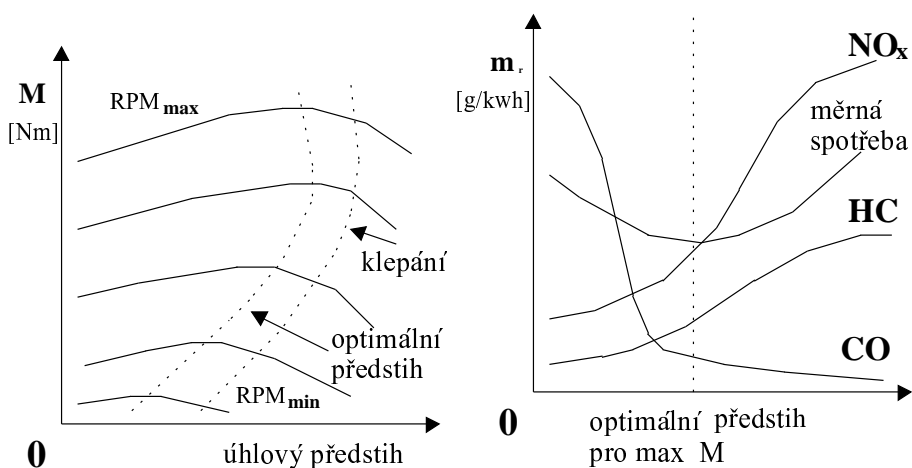 M
[Nm]
RPM max
klepání
optimální
předstih
RPM min
0
úhlový předstih
m r
[g/kwh]
NOx
měrná
spotřeba
HC
CO
0
optimální předstih
pro max M